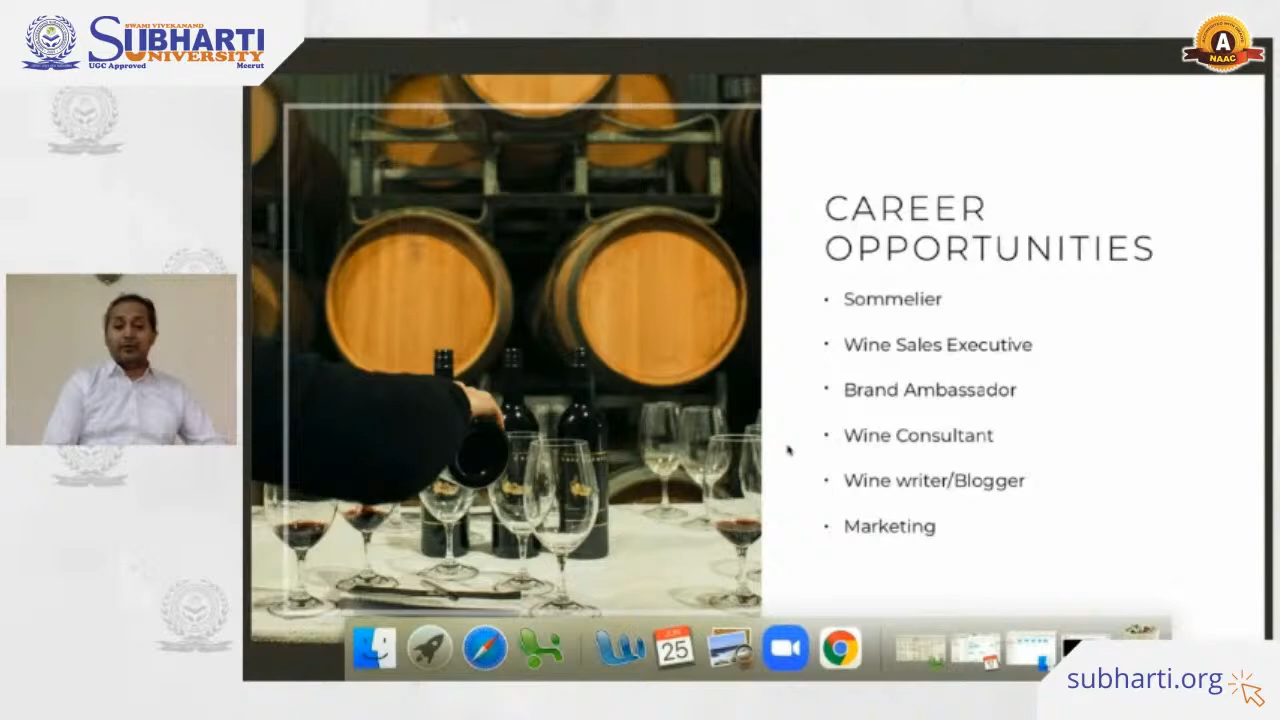 SWAMI VIVEKANAND
SUBHARTI
UNIVERSITY
UGC Approved Meerut
A
NAAC
CAREER
OPPORTUNITIES
• Sommelier
• Wine Sales Executive
• Brand Ambassador
• Wine Consultant
• Wine writer/Blogger
• Marketing
JUN
25
subharti.org